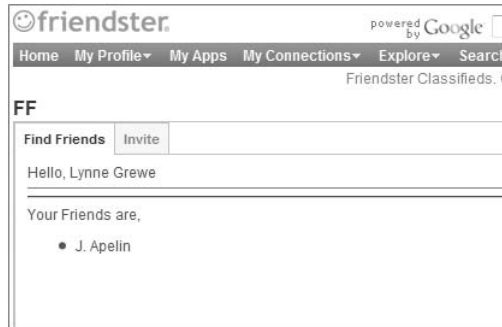 friendster.
powered by Google
Home My Profile My Apps My Connections Explore Search
Friendster Classifieds.
FF
Find Friends Invite
Hello, Lynne Grewe
Your Friends are,
J. Apelin